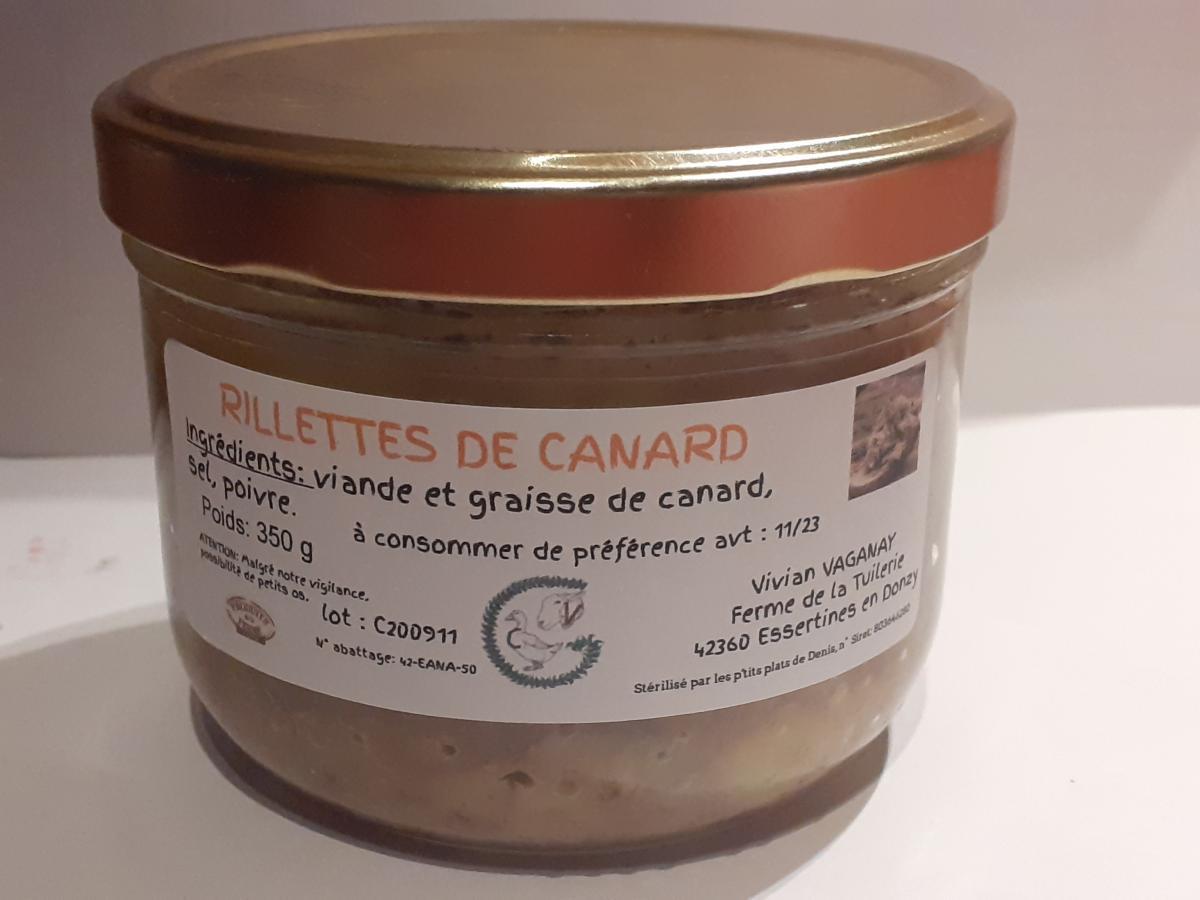 RILLETTES DE CANARD
Ingrédients: viande et graisse de canard,
sel, poivre.
Poids: 350 g
à consommer de préférence avt : 11/23
ATENTION: Malgré notre vigilance,
possibilité de petits os.
lot : C200911
N° abattage: 42-EANA-50
Vivian VAGANAY
Ferme de la Tuilerie
42360 Essertines en Donzy
Stérilisé par les p'tits plats de Denis, n° Siret: